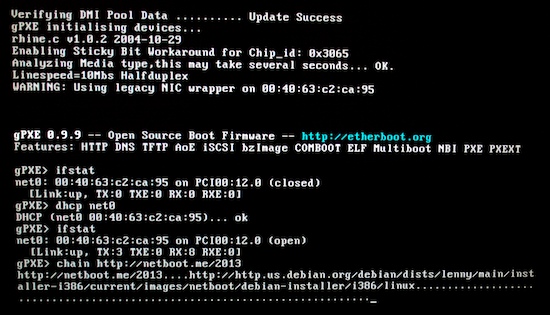 Verifying DMI Pool Data .......... Update Success
gPXE initialising devices...
rhine.c v1.0.2 2004-10-29
Enabling Sticky Bit Workaround for Chip_id: 0x3065
Analyzing Media type,this may take several seconds... OK.
Linespeed=10Mbs Halfduplex
WARNING: Using legacy NIC wrapper on 00:40:63:c2:ca:95
gPXE 0.9.9 -- Open Source Boot Firmware -- http://etherboot.org
Features: HTTP DNS TFTP AoE iSCSI bzImage COMBOOT ELF Multiboot NBI PXE PXEXT
gPXE> ifstat
net0: 00:40:63:c2:ca:95 on PCI00:12.0 (closed)
[Link:up, TX:0 TXE:0 RX:0 RXE:0]
gPXE> dhcp net0
DHCP (net0 00:40:63:c2:ca:95)... ok
gPXE> ifstat
net0: 00:40:63:c2:ca:95 on PCI00:12.0 (open)
[Link:up, TX:3 TXE:0 RX:8 RXE:0]
gPXE> chain http://netboot.me/2013
http://netboot.me/2013....http://http.us.debian.org/debian/dists/lenny/main/inst
aller-i386/current/images/netboot/debian-installer/i386/linux..................
......................................................_